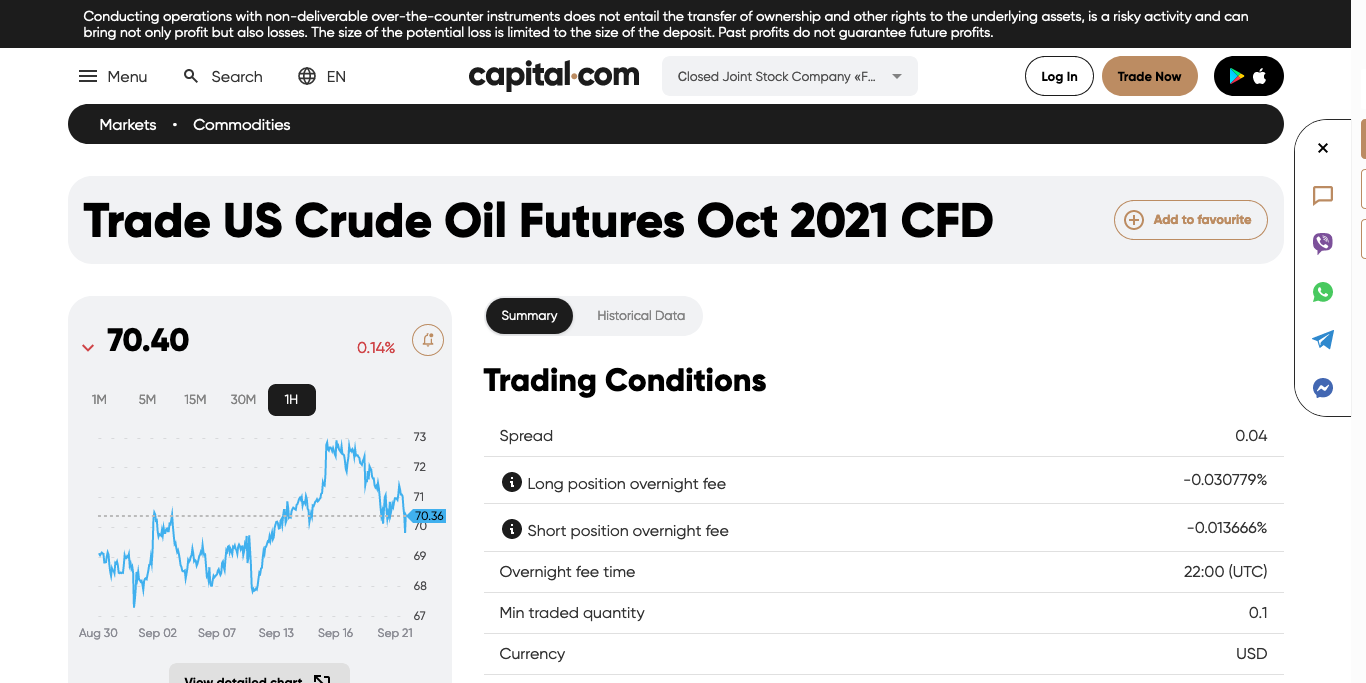 Conducting operations with non-deliverable over-the-counter instruments does not entail the transfer of ownership and other rights to the underlying assets, is a risky activity and can
bring not only profit but also losses. The size of the potential loss is limited to the size of the deposit. Past profits do not guarantee future profits.
Menu Search EN capital.com Closed Joint Stock Company «F... Log In Trade Now
Markets • Commodities
Trade US Crude Oil Futures Oct 2021 CFD
Add to favourite
70.40 0.14%
1M 5M 15M 30M 1H
73
72
71
70.36
70
69
68
67
Aug 30 Sep 02 Sep 07 Sep 13 Sep 16 Sep 21
View detailed chart
Summary Historical Data
Trading Conditions
Spread 0.04
Long position overnight fee -0.030779%
Short position overnight fee -0.013666%
Overnight fee time 22:00 (UTC)
Min traded quantity 0.1
Currency USD